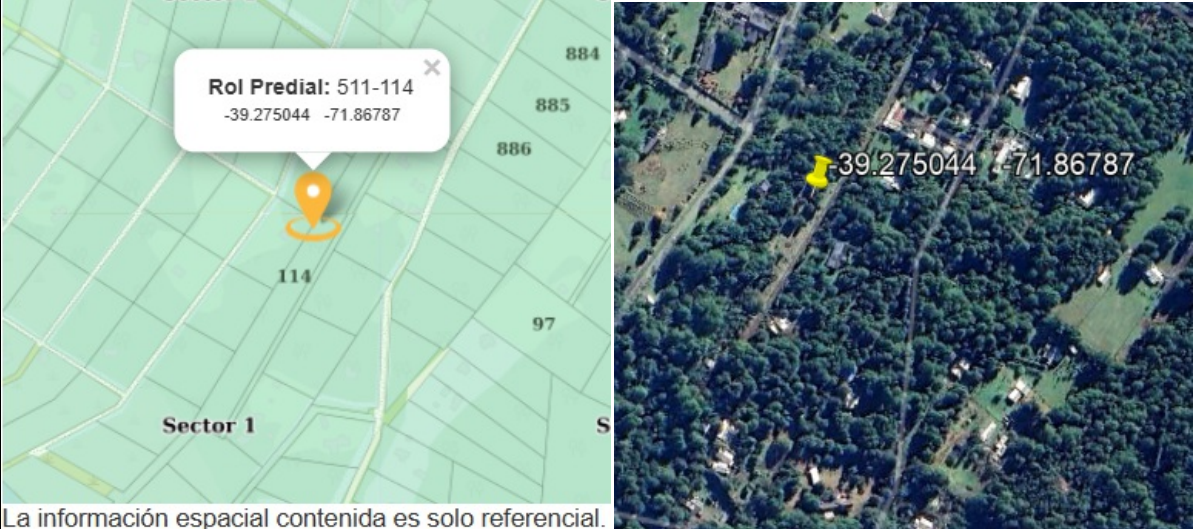 884
Rol Predial: 511-114
-39.275044 -71.86787
885
886
114
97
Sector 1
S
La información espacial contenida es solo referencial.
-39.275044 -71.86787